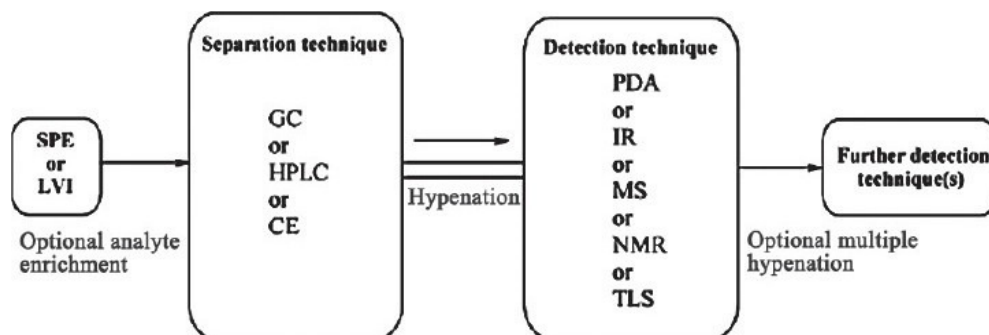 SPE
or
LVI
Optional analyte
enrichment
Separation technique
GC
or
HPLC
or
CE
Hypenation
Detection technique
PDA
or
IR
or
MS
or
NMR
or
TLS
Optional multiple
hypenation
Further detection
technique(s)